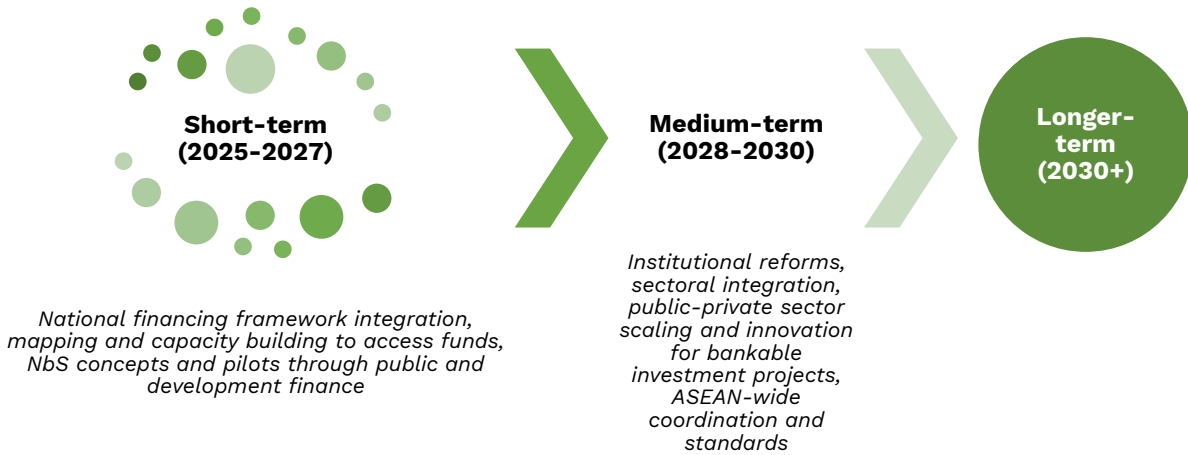 Short-term
(2025-2027)
National financing framework integration,
mapping and capacity building to access funds,
NbS concepts and pilots through public and
development finance
Medium-term
(2028-2030)
Institutional reforms,
sectoral integration,
public-private sector
scaling and innovation
for bankable
investment projects,
ASEAN-wide
coordination and
standards
Longer-
term
(2030+)